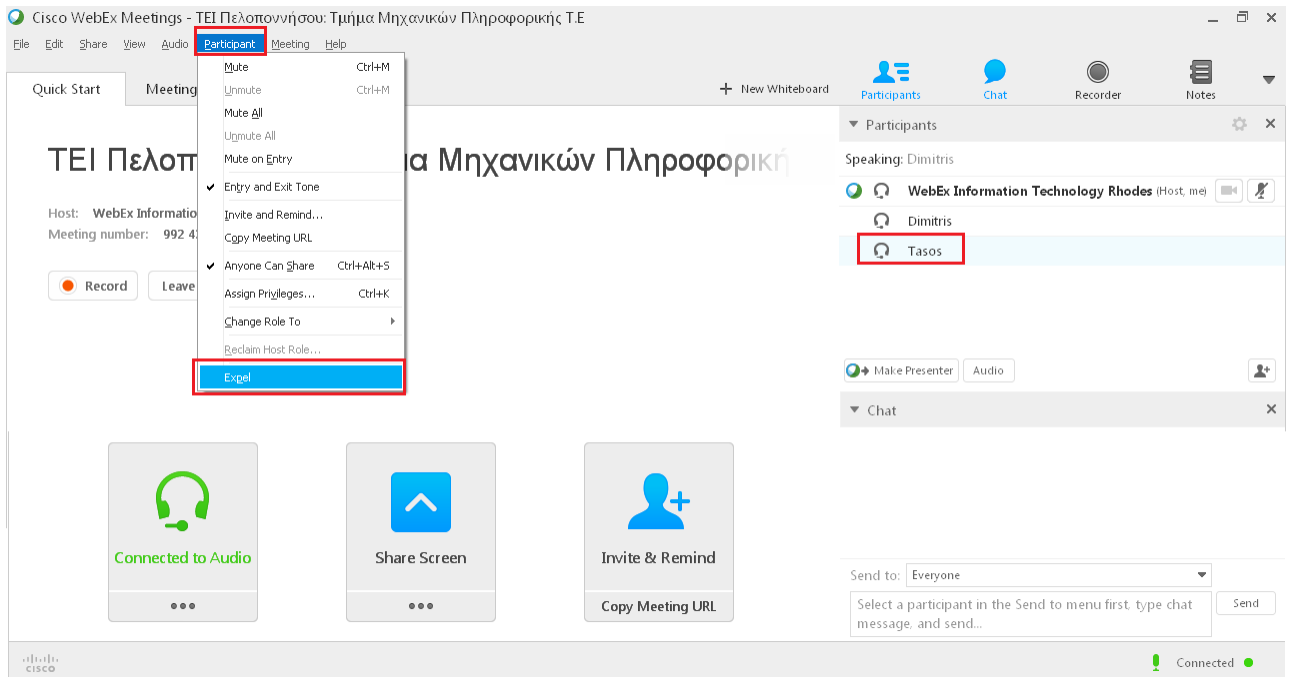 Cisco WebEx Meetings - ΤΕΙ Πελοποννήσου: Τμήμα Μηχανικών Πληροφορικής Τ.Ε
File Edit Share View Audio Participant Meeting Help
Mute Ctrl+M
Unmute Ctrl+M
Mute All
Unmute All
Mute on Entry
Entry and Exit Tone
Invite and Remind...
Copy Meeting URL
Anyone Can Share Ctrl+Alt+S
Assign Privileges... Ctrl+K
Change Role To
Reclaim Host Role...
Expel
Quick Start Meeting
New Whiteboard
Participants Chat Recorder Notes
ΤΕΙ Πελοπ α Μηχανικών Πληροφορική
Host: WebEx Informatio
Meeting number: 992 4
Record Leave
Connected to Audio
Share Screen
Invite & Remind
Copy Meeting URL
Participants
Speaking: Dimitris
WebEx Information Technology Rhodes (Host, me)
Dimitris
Tasos
Make Presenter Audio
Chat
Send to: Everyone
Select a participant in the Send to menu first, type chat
message, and send...
Send
CISCO
Connected